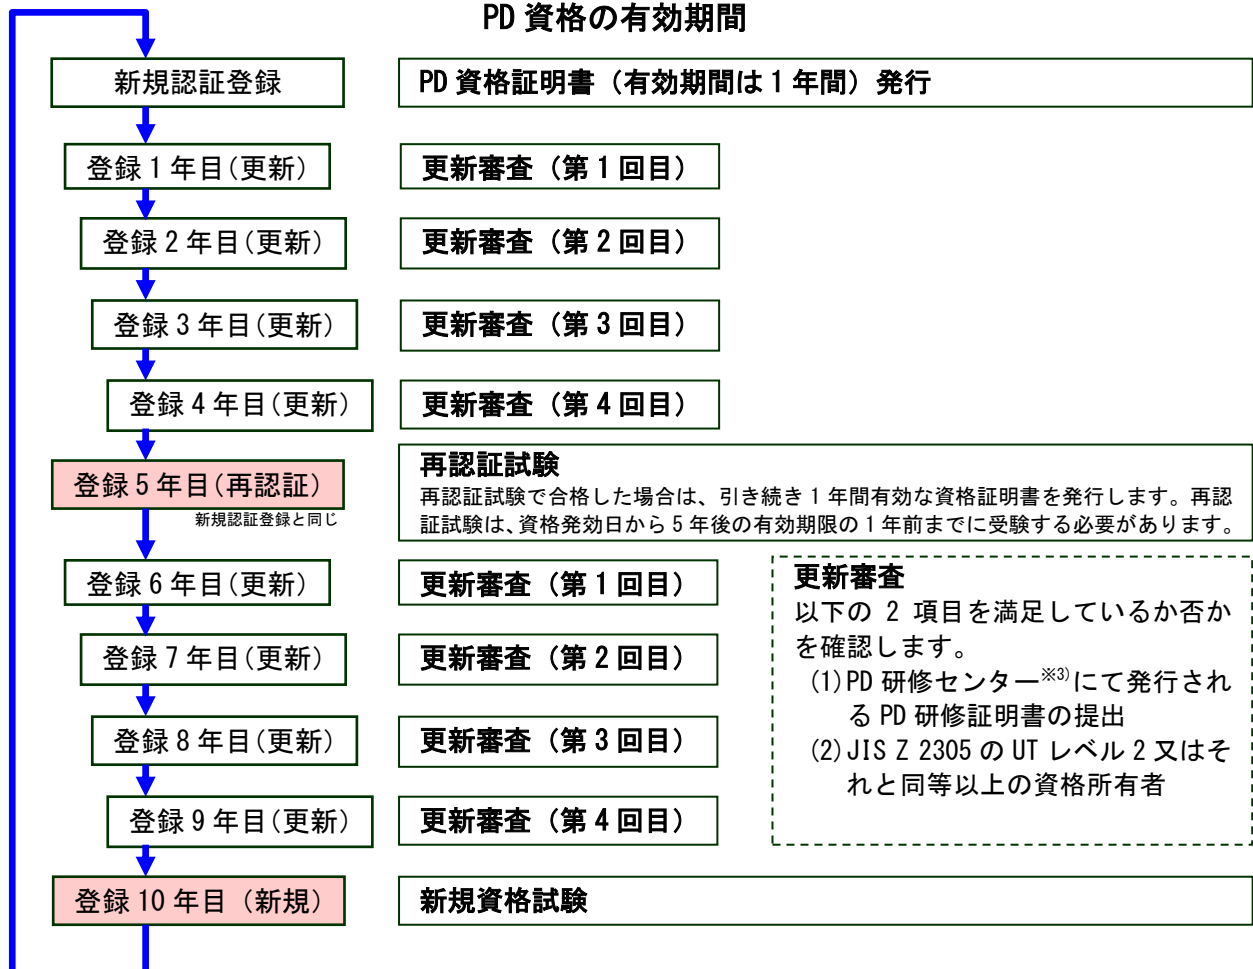 PD 資格の有効期間
新規認証登録
PD 資格証明書（有効期間は 1 年間）発行
登録 1 年目(更新)
更新審査（第 1 回目）
登録 2 年目(更新)
更新審査（第 2 回目）
登録 3 年目(更新)
更新審査（第 3 回目）
登録 4 年目(更新)
更新審査（第 4 回目）
登録 5 年目(再認証)
新規認証登録と同じ
再認証試験
再認証試験で合格した場合は、引き続き 1 年間有効な資格証明書を発行します。再認
証試験は、資格発効日から 5 年後の有効期限の 1 年前までに受験する必要があります。
登録 6 年目(更新)
更新審査（第 1 回目）
登録 7 年目(更新)
更新審査（第 2 回目）
登録 8 年目(更新)
更新審査（第 3 回目）
登録 9 年目(更新)
更新審査（第 4 回目）
更新審査
以下の 2 項目を満足しているか否か
を確認します。
(1)PD 研修センター※3)にて発行され
る PD 研修証明書の提出
(2)JIS Z 2305 の UT レベル 2 又はそ
れと同等以上の資格所有者
登録 10 年目（新規）
新規資格試験